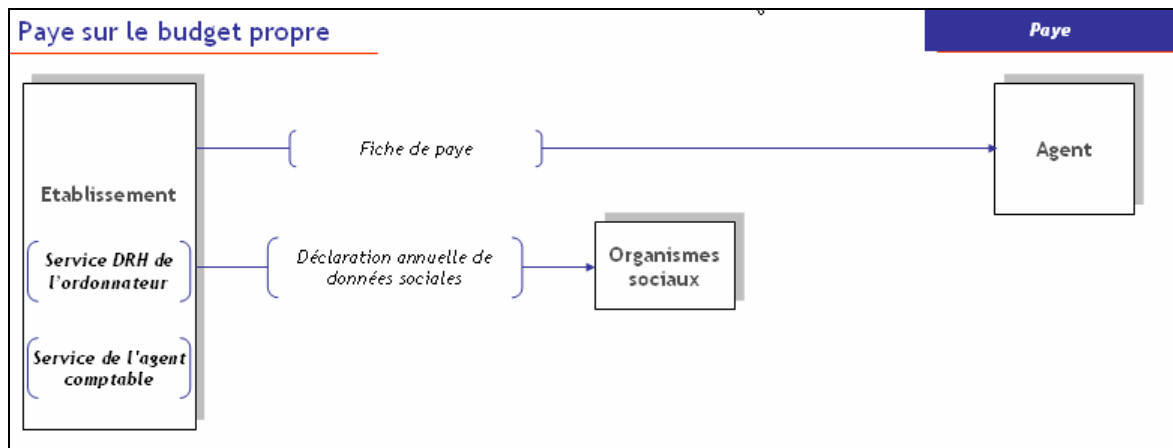 Paye sur le budget propre
Paye
Fiche de paye
Agent
Etablissement
Service DRH de
l'ordonnateur
Déclaration annuelle de
données sociales
Organismes
sociaux
Service de l'agent
comptable